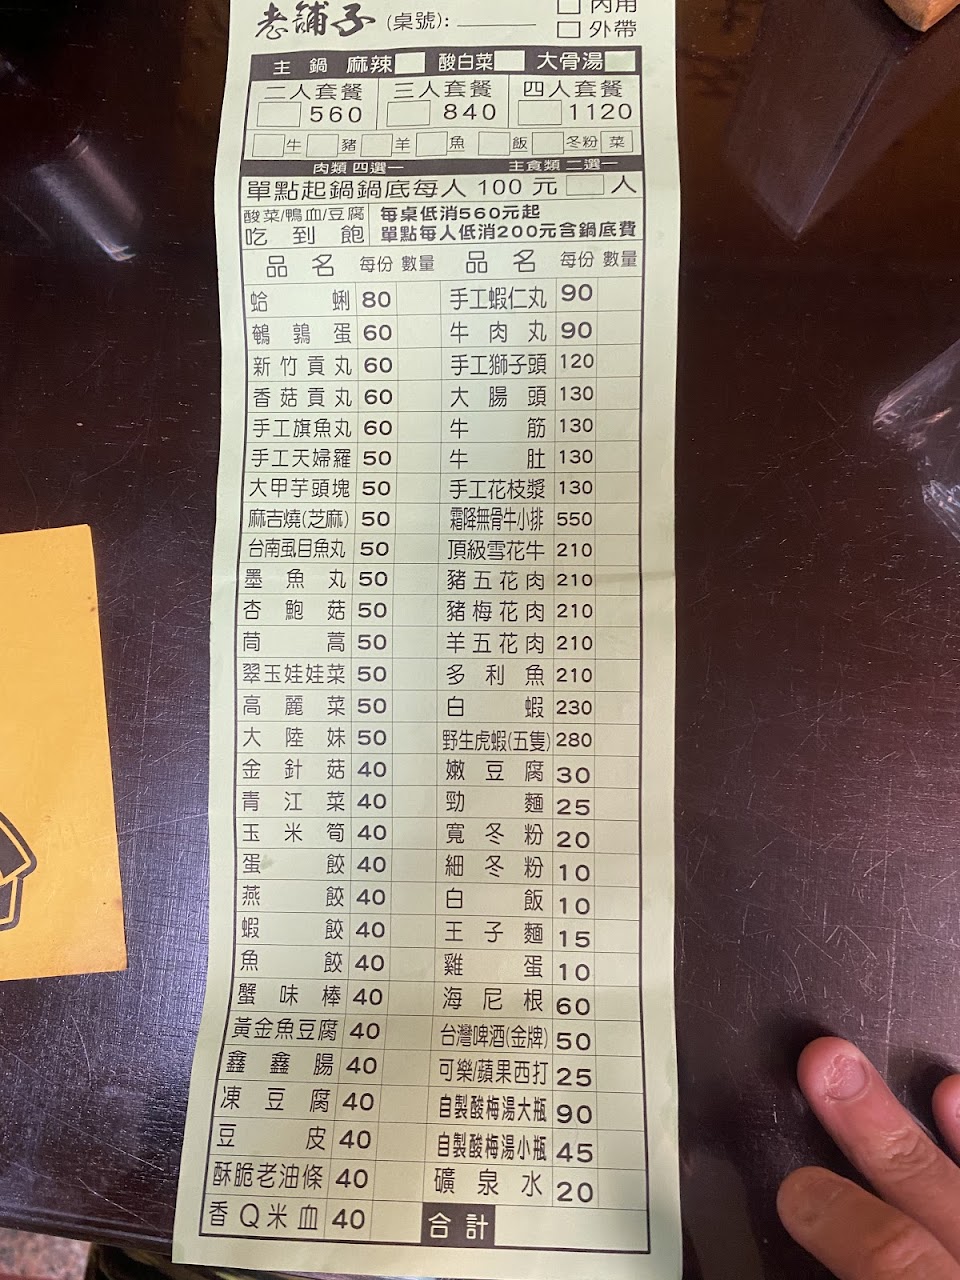 老舖子 (桌號): □ 內用
□ 外帶
主鍋 麻辣 酸白菜 大骨湯
二人套餐 三人套餐 四人套餐
560 840 1120
牛 豬 羊 魚 飯 冬粉 菜
肉類 四選一 主食類 二選一
單點起鍋鍋底每人 100 元 人
酸菜/鴨血/豆腐 每桌低消560元起
吃到飽 單點每人低消200元含鍋底費
品名 每份 數量 品名 每份 數量
蛤蜊 80 手工蝦仁丸 90
鵪鶉蛋 60 牛肉丸 90
新竹貢丸 60 手工獅子頭 120
香菇貢丸 60 大腸頭 130
手工旗魚丸 60 牛筋 130
手工天婦羅 50 牛肚 130
大甲芋頭塊 50 手工花枝漿 130
麻吉燒(芝麻) 50 霜降無骨牛小排 550
台南虱目魚丸 50 頂級雪花牛 210
墨魚丸 50 豬五花肉 210
杏鮑菇 50 豬梅花肉 210
茼蒿 50 羊五花肉 210
翠玉娃娃菜 50 多利魚 210
高麗菜 50 白蝦 230
大陸妹 50 野生虎蝦(五隻) 280
金針菇 40 嫩豆腐 30
青江菜 40 勁麵 25
玉米筍 40 寬冬粉 20
蛋餃 40 細冬粉 10
燕餃 40 白飯 10
蝦餃 40 王子麵 15
魚餃 40 雞蛋 10
蟹味棒 40 海尼根 60
黃金魚豆腐 40 台灣啤酒(金牌) 50
鑫鑫腸 40 可樂/蘋果西打 25
凍豆腐 40 自製酸梅湯大瓶 90
豆皮 40 自製酸梅湯小瓶 45
酥脆老油條 40 礦泉水 20
香Q米血 40 合計